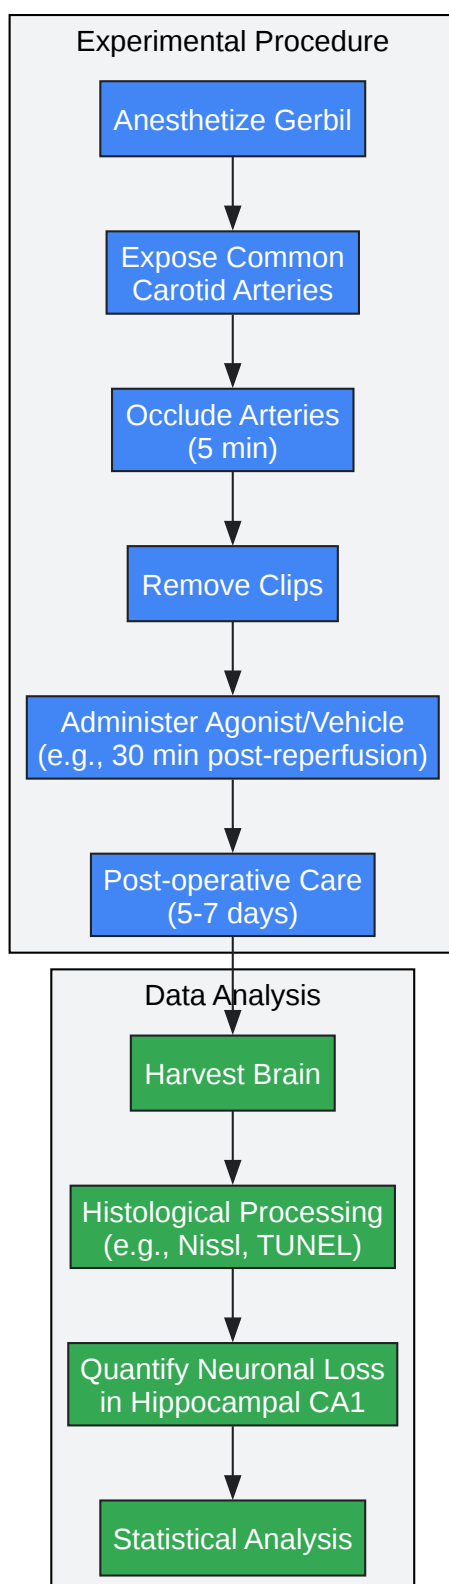 Experimental Procedure
Anesthetize Gerbil
Expose Common
Carotid Arteries
Occlude Arteries
(5 min)
Remove Clips
Administer Agonist/Vehicle
(e.g., 30 min post-reperfusion)
Post-operative Care
(5-7 days)
Data Analysis
Harvest Brain
Histological Processing
(e.g., Nissl, TUNEL)
Quantify Neuronal Loss
in Hippocampal CA1
Statistical Analysis